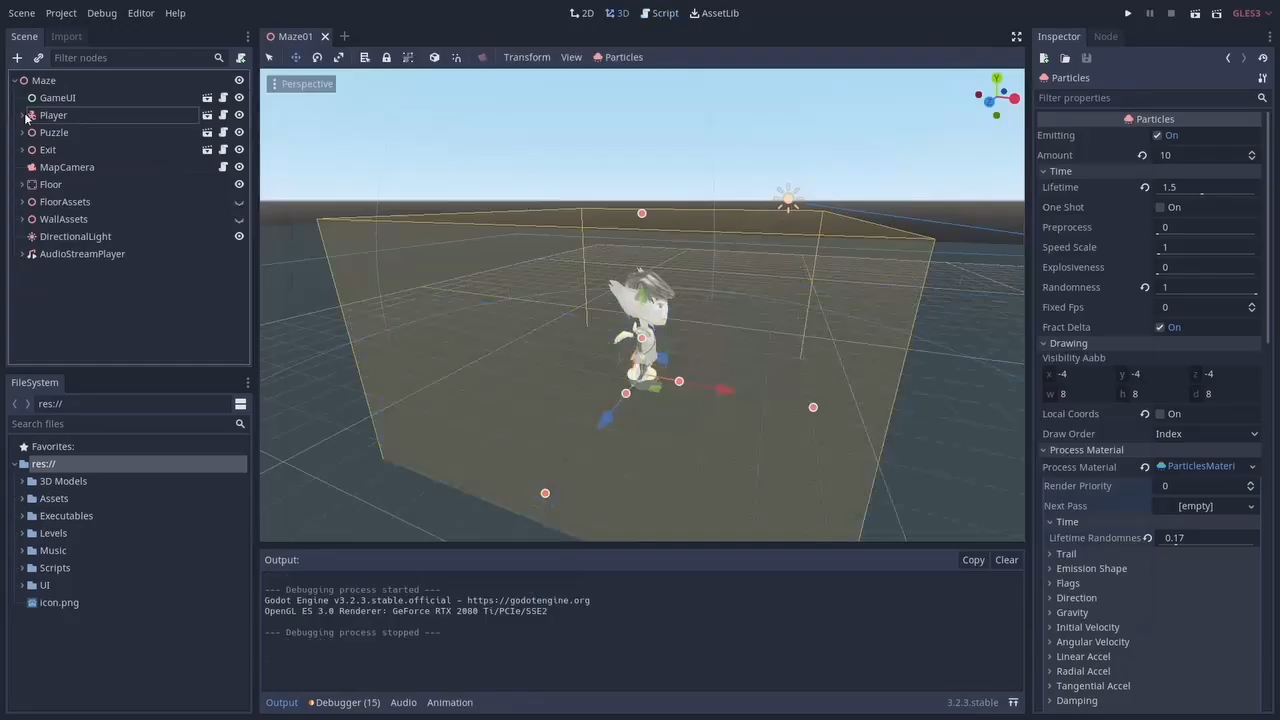 Scene Project Debug Editor Help
2D 3D Script AssetLib
GLES3
Scene Import
Filter nodes
Maze
GameUI
Player
Puzzle
Exit
MapCamera
Floor
FloorAssets
WallAssets
DirectionalLight
AudioStreamPlayer
FileSystem
res://
Search files
Favorites:
res://
3D Models
Assets
Executables
Levels
Music
Scripts
UI
icon.png
Maze01
Transform View Particles
Perspective
Y
Z
Output:
Copy Clear
--- Debugging process started ---
Godot Engine v3.2.3.stable.official - https://godotengine.org
OpenGL ES 3.0 Renderer: GeForce RTX 2080 Ti/PCIe/SSE2
--- Debugging process stopped ---
Output Debugger (15) Audio Animation
3.2.3.stable
Inspector Node
Particles
Filter properties
Particles
Emitting On
Amount 10
Time
Lifetime 1.5
One Shot On
Preprocess 0
Speed Scale 1
Explosiveness 0
Randomness 1
Fixed Fps 0
Fract Delta On
Drawing
Visibility Aabb
x -4 y -4 z -4
w 8 h 8 d 8
Local Coords On
Draw Order Index
Process Material
Process Material ParticlesMateri
Render Priority 0
Next Pass [empty]
Time
Lifetime Randomnes 0.17
Trail
Emission Shape
Flags
Direction
Gravity
Initial Velocity
Angular Velocity
Linear Accel
Radial Accel
Tangential Accel
Damping